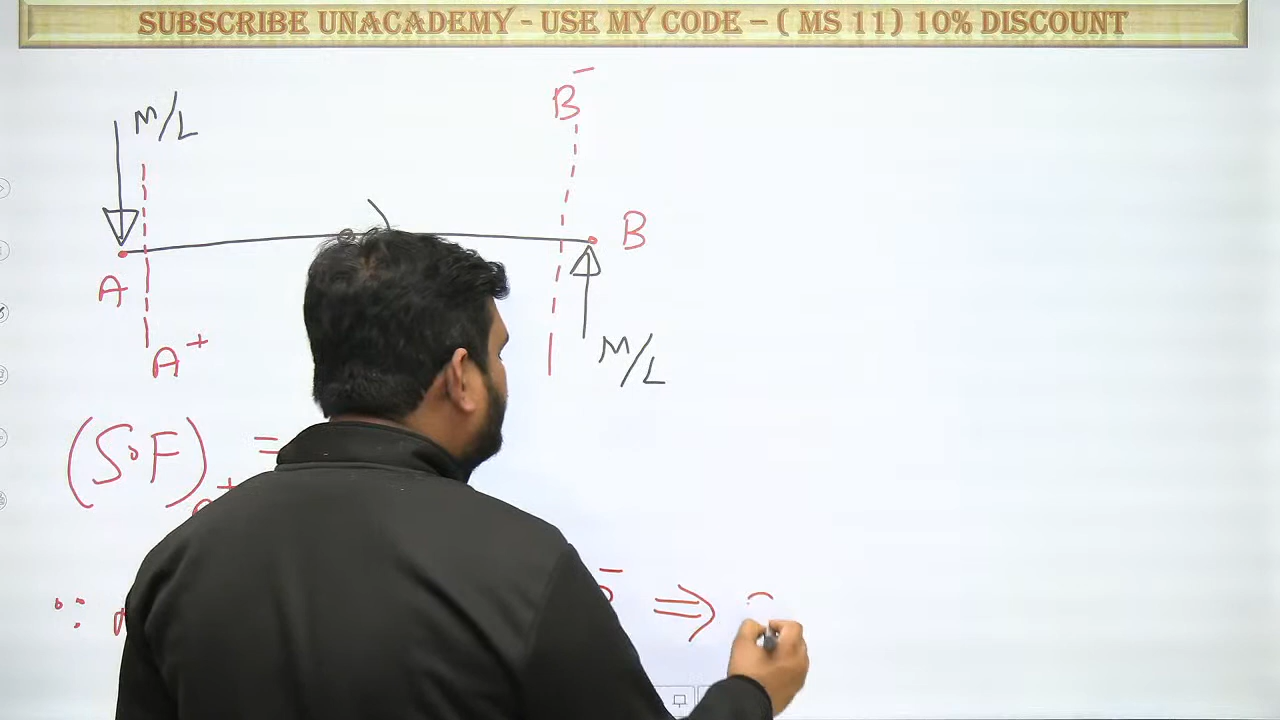 SUBSCRIBE UNACADEMY - USE MY CODE – ( MS 11) 10% DISCOUNT
B⁻
M/L
B
A
A⁺
M/L
(S.F) =
∵ ⇒